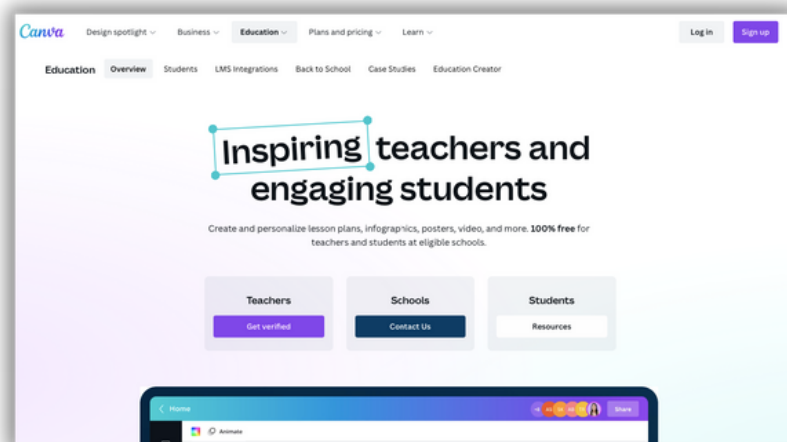 Canva Design spotlight Business Education Plans and pricing Learn Log in Sign up
Education Overview Students LMS Integrations Back to School Case Studies Education Creator
Inspiring teachers and
engaging students
Create and personalize lesson plans, infographics, posters, video, and more. 100% free for
teachers and students at eligible schools.
Teachers Schools Students
Get verified Contact Us Resources
Home Share
Animate